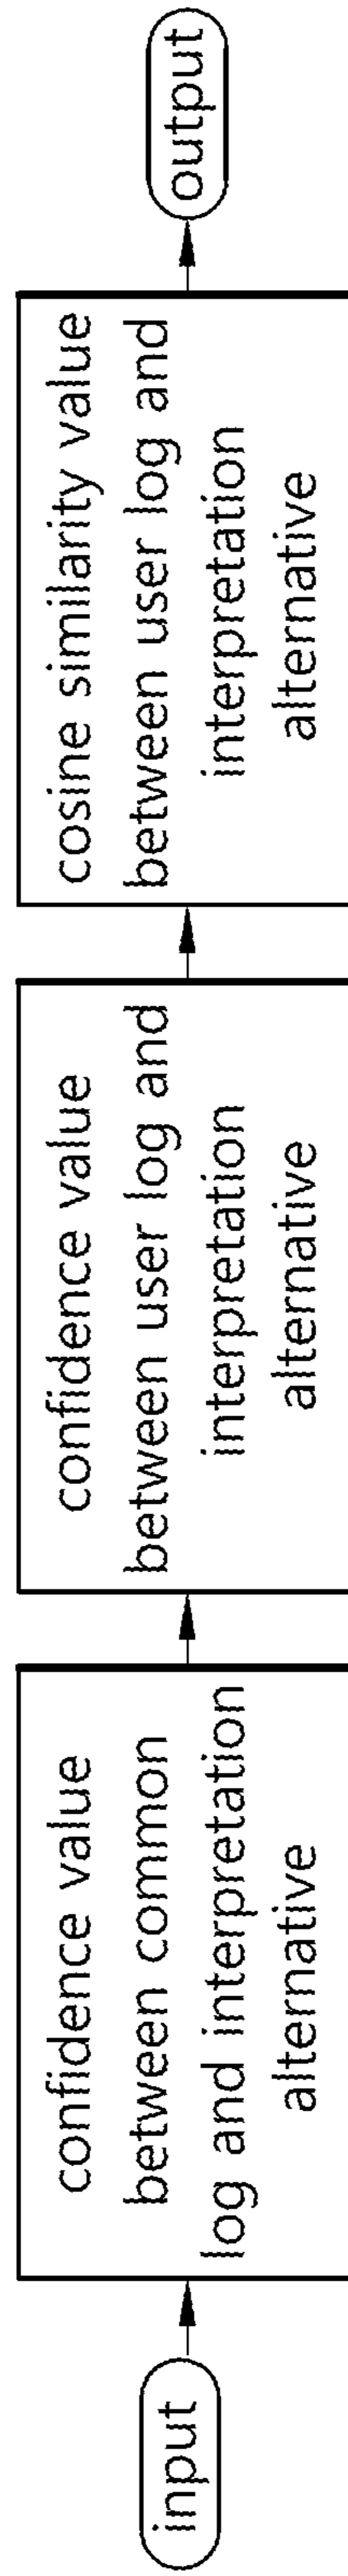 input
confidence value
between common
log and interpretation
alternative
confidence value
between user log and
interpretation
alternative
cosine similarity value
between user log and
interpretation
alternative
output